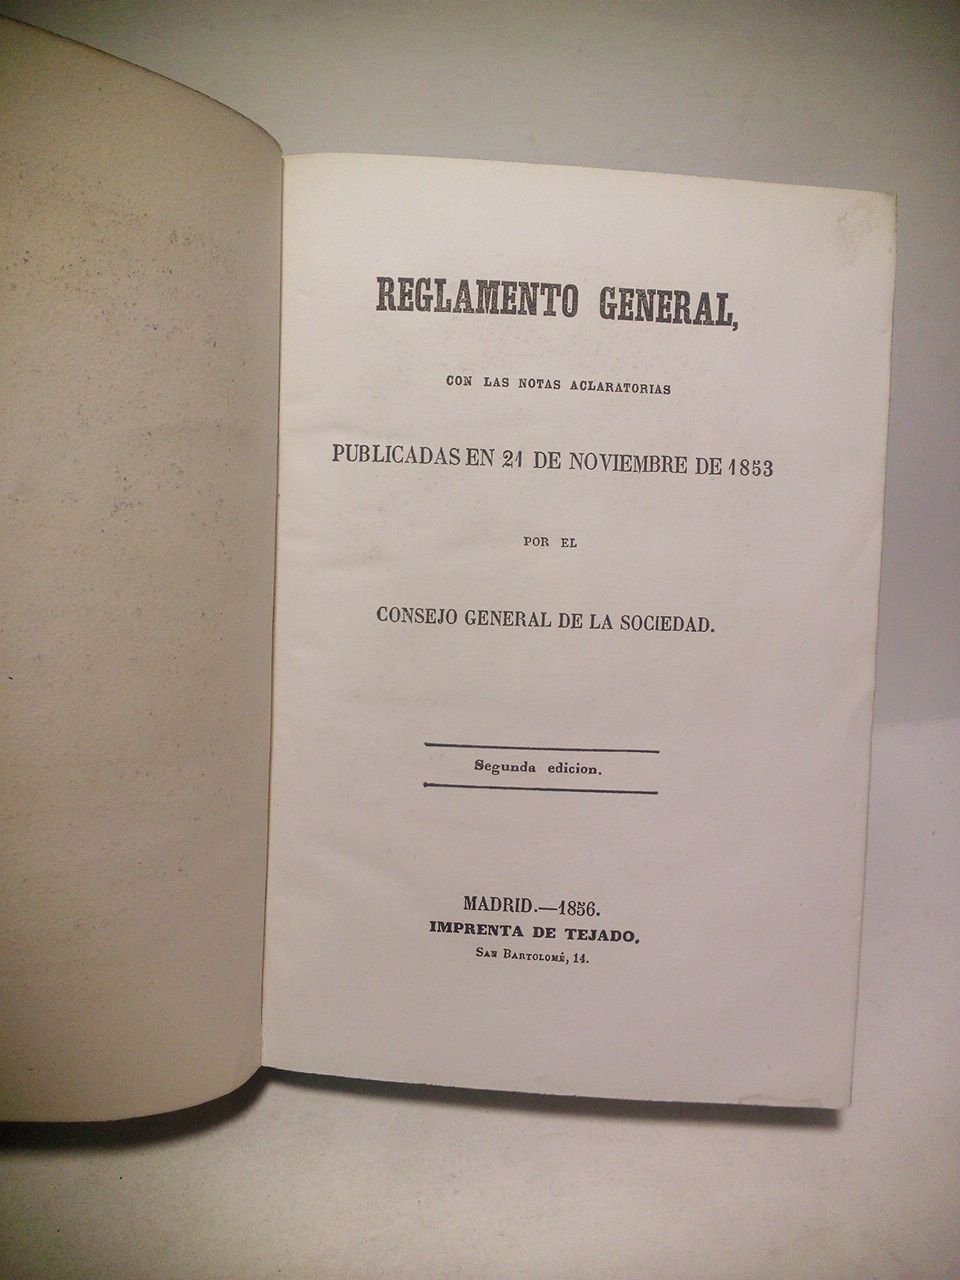 REGLAMENTO GENERAL,
CON LAS NOTAS ACLARATORIAS
PUBLICADAS EN 21 DE NOVIEMBRE DE 1853
POR EL
CONSEJO GENERAL DE LA SOCIEDAD.
Segunda edicion.
MADRID.—1856.
IMPRENTA DE TEJADO.
SAN BARTOLOMÉ, 14.